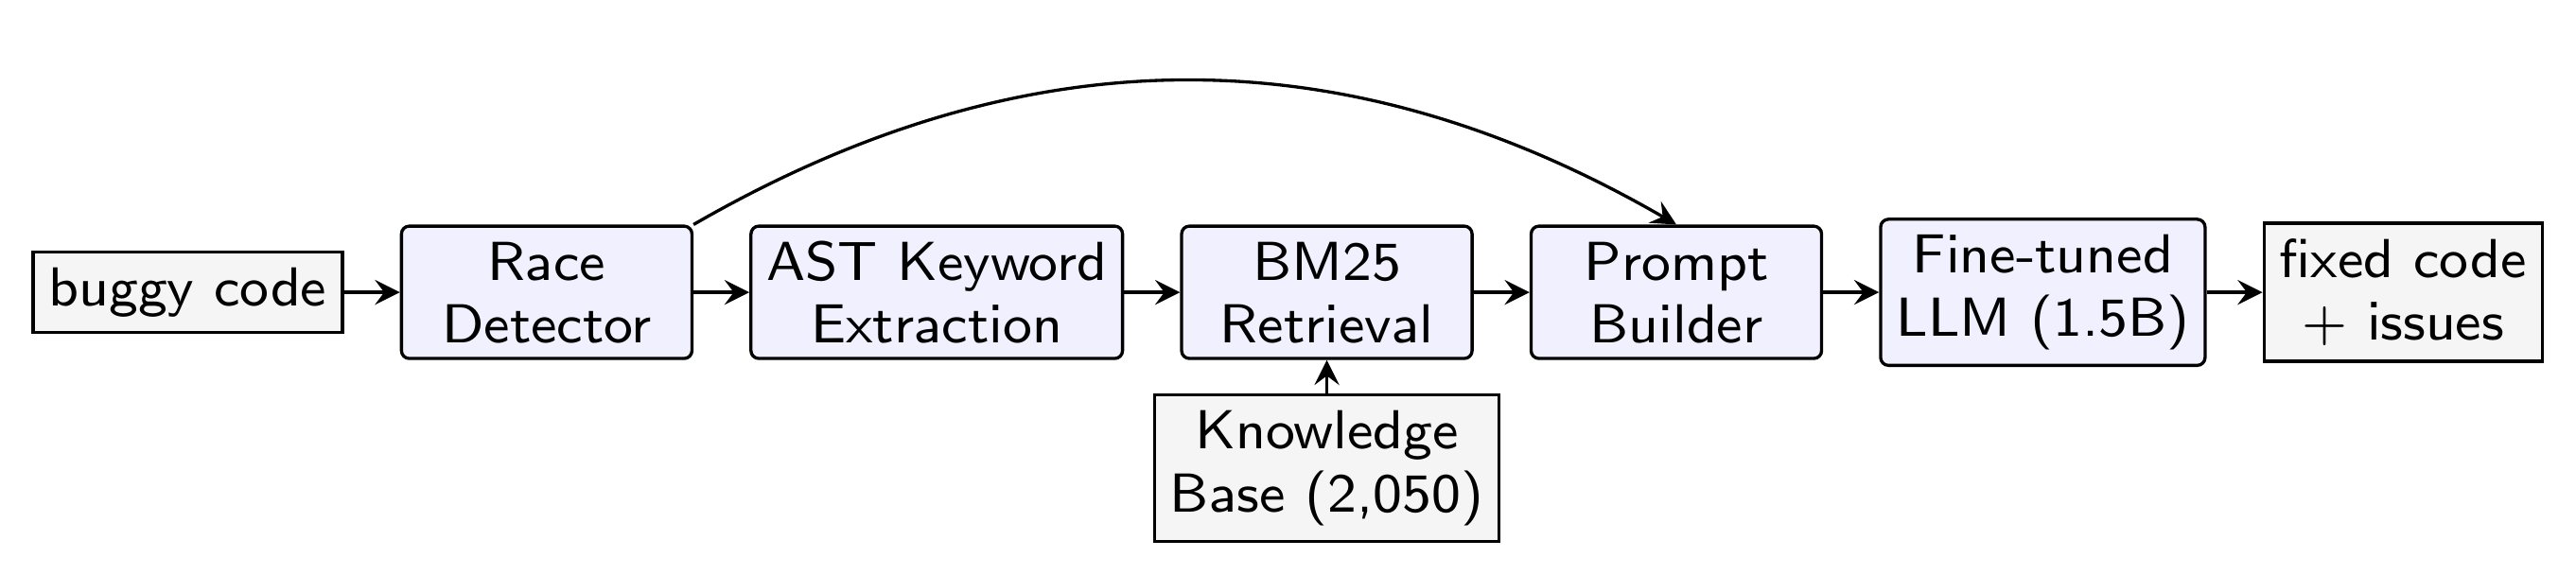 buggy code
Race
Detector
AST Keyword
Extraction
BM25
Retrieval
Prompt
Builder
Fine-tuned
LLM (1.5B)
fixed code
+ issues
Knowledge
Base (2,050)